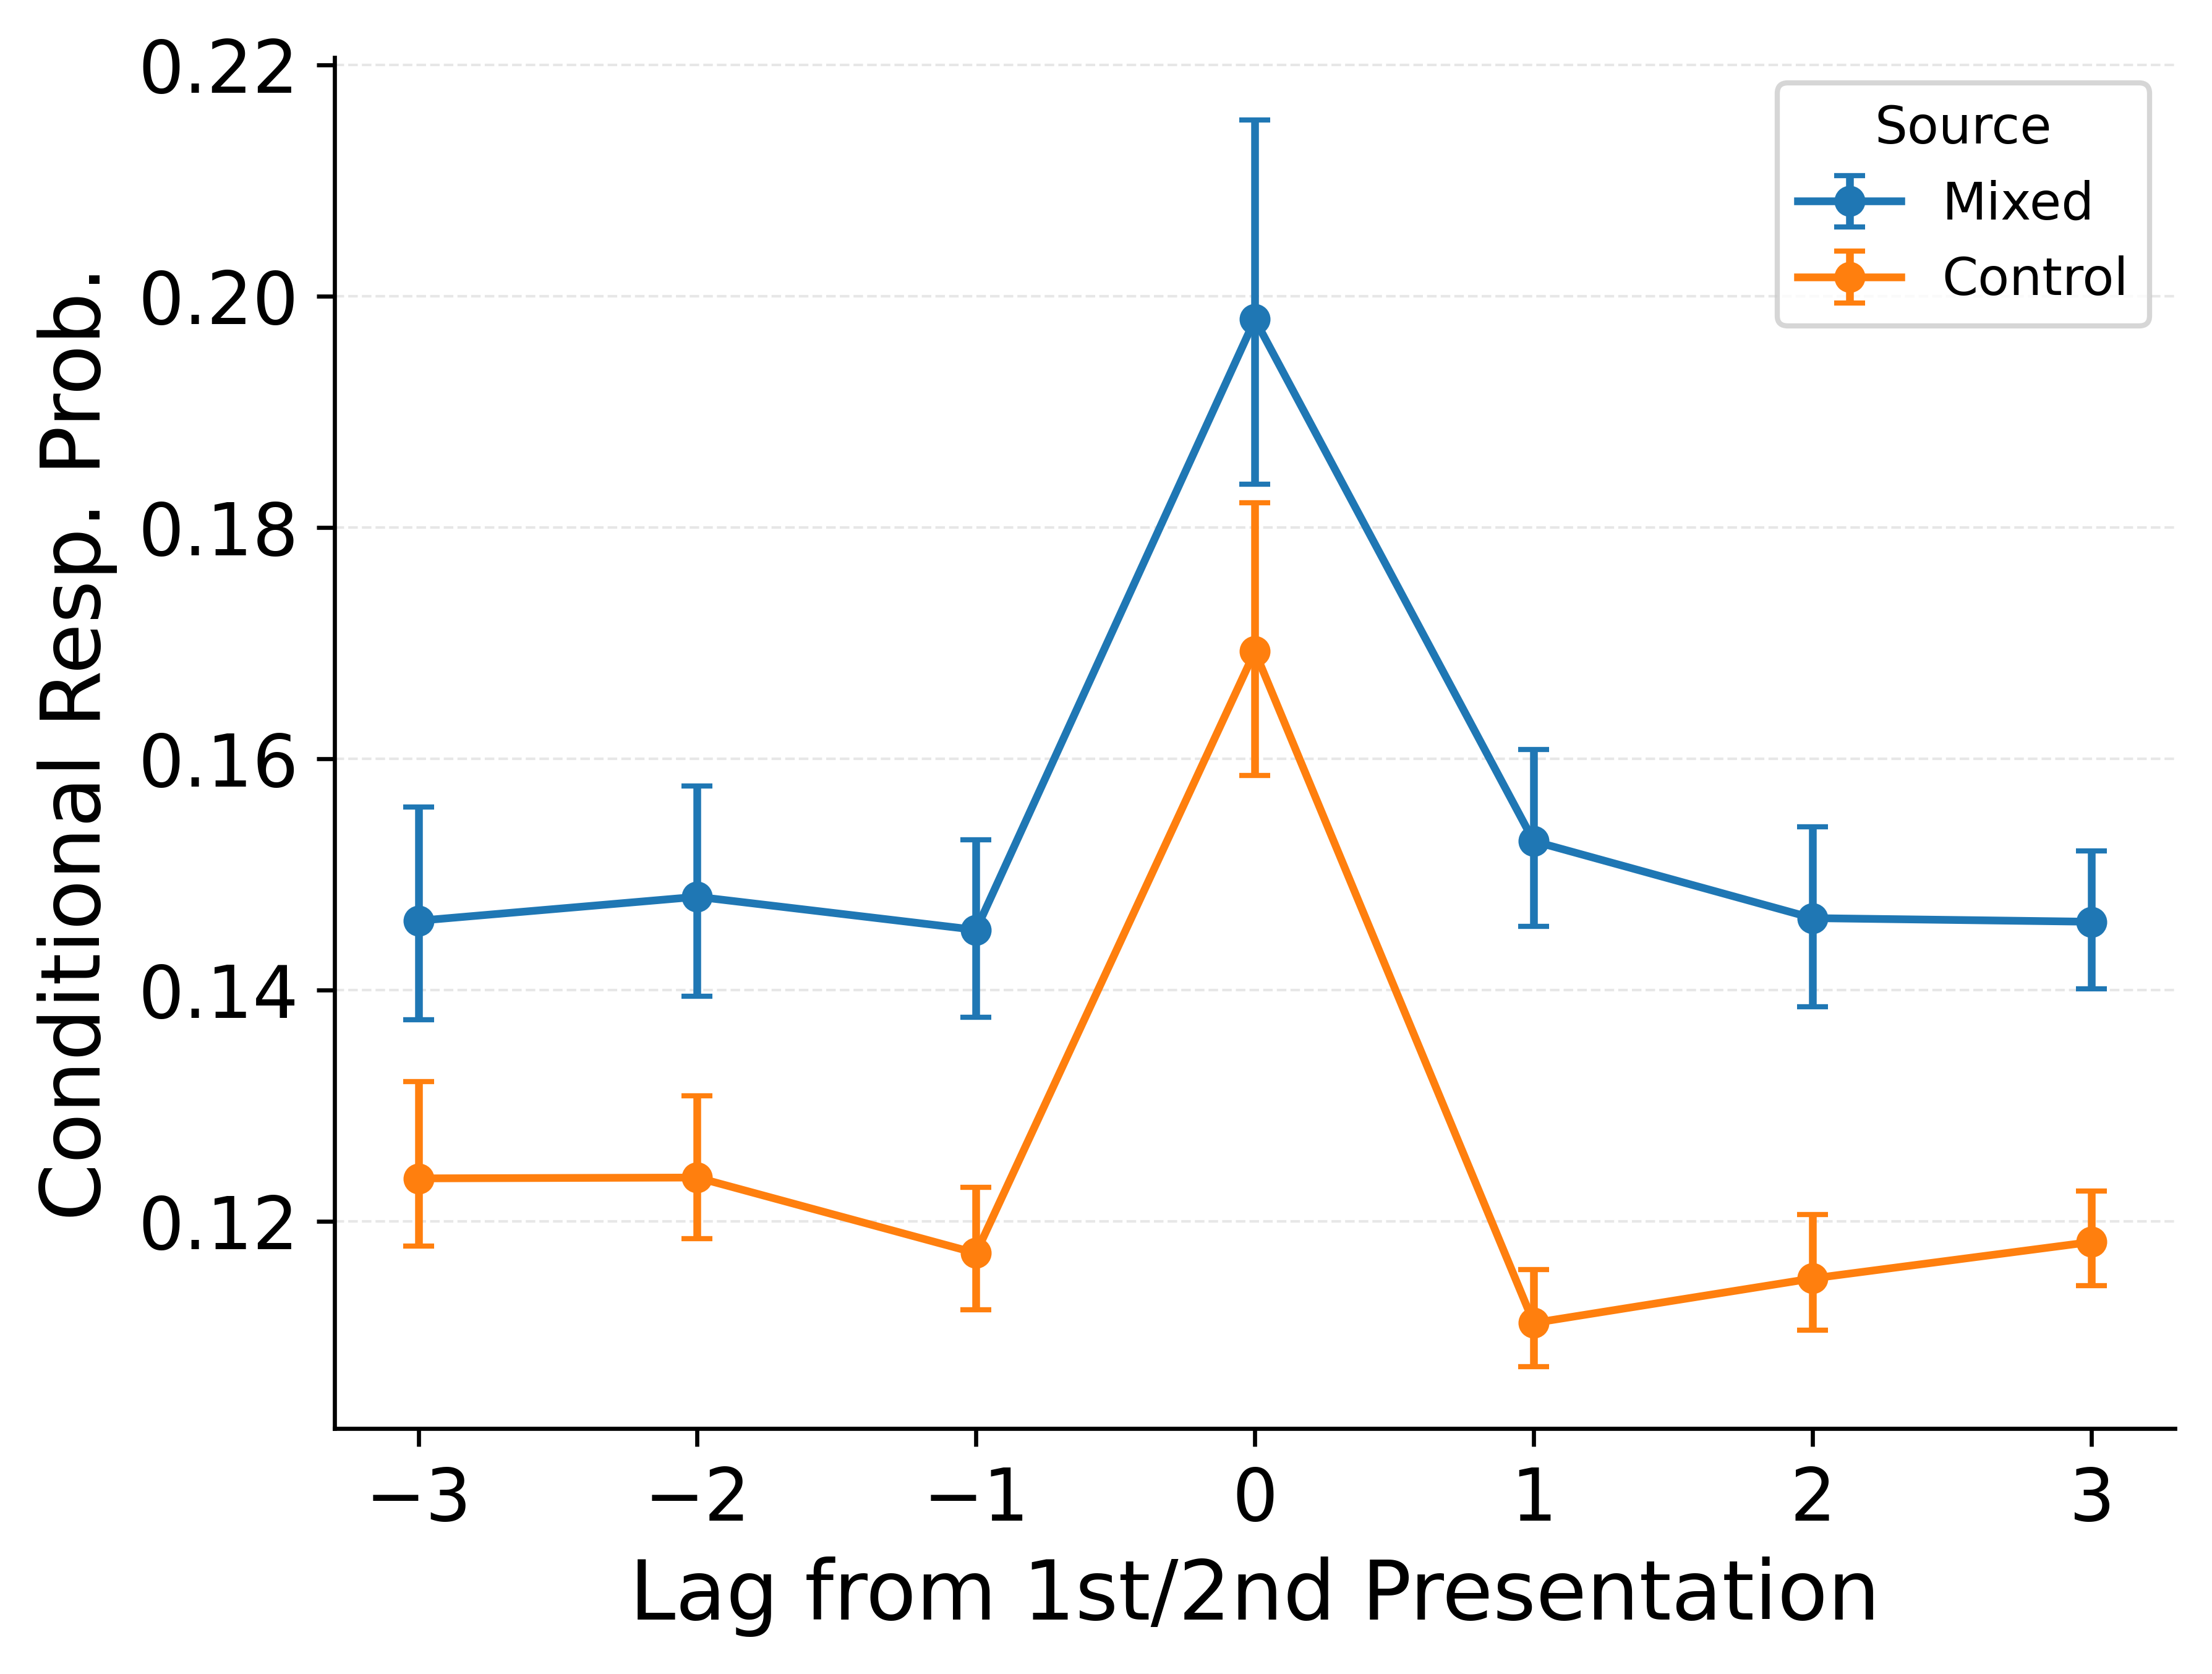 0.22
0.20
0.18
0.16
0.14
0.12
Conditional Resp. Prob.
Source
Mixed
Control
−3 −2 −1 0 1 2 3
Lag from 1st/2nd Presentation